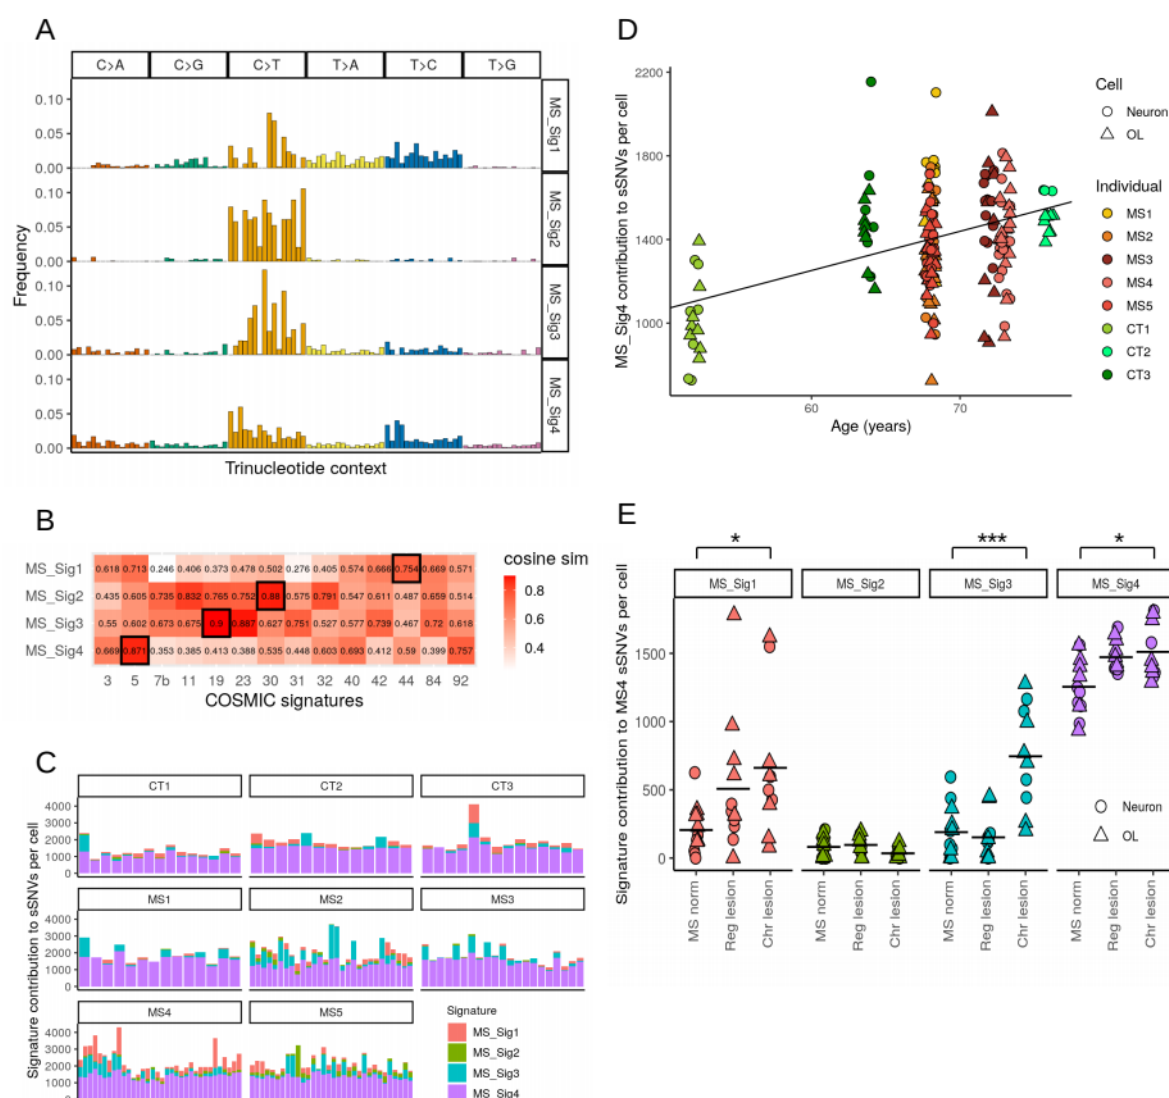 A
C>A C>G C>T T>A T>C T>G
Frequency
0.10
0.05
0.00
MS_Sig1
0.10
0.05
0.00
MS_Sig2
0.10
0.05
0.00
MS_Sig3
0.10
0.05
0.00
MS_Sig4
Trinucleotide context
B
MS_Sig1 0.618 0.713 0.246 0.406 0.373 0.478 0.502 0.276 0.405 0.574 0.666 0.754 0.669 0.571
MS_Sig2 0.435 0.605 0.735 0.832 0.765 0.752 0.88 0.575 0.791 0.547 0.611 0.487 0.659 0.514
MS_Sig3 0.55 0.602 0.673 0.675 0.9 0.887 0.627 0.751 0.527 0.577 0.739 0.467 0.72 0.618
MS_Sig4 0.669 0.871 0.353 0.385 0.413 0.388 0.535 0.448 0.603 0.693 0.412 0.59 0.399 0.757
3 5 7b 11 19 23 30 31 32 40 42 44 84 92
COSMIC signatures
cosine sim
0.8
0.6
0.4
C
Signature contribution to sSNVs per cell
CT1 CT2 CT3
4000
3000
2000
1000
0
MS1 MS2 MS3
4000
3000
2000
1000
0
MS4 MS5
4000
3000
2000
1000
0
Signature
MS_Sig1
MS_Sig2
MS_Sig3
MS_Sig4
D
MS_Sig4 contribution to sSNVs per cell
2200
1800
1400
1000
60 70
Age (years)
Cell
Neuron
OL
Individual
MS1
MS2
MS3
MS4
MS5
CT1
CT2
CT3
E
Signature contribution to MS4 sSNVs per cell
* *** *
MS_Sig1 MS_Sig2 MS_Sig3 MS_Sig4
1500
1000
500
0
Neuron
OL
MS norm Reg lesion Chr lesion MS norm Reg lesion Chr lesion MS norm Reg lesion Chr lesion MS norm Reg lesion Chr lesion